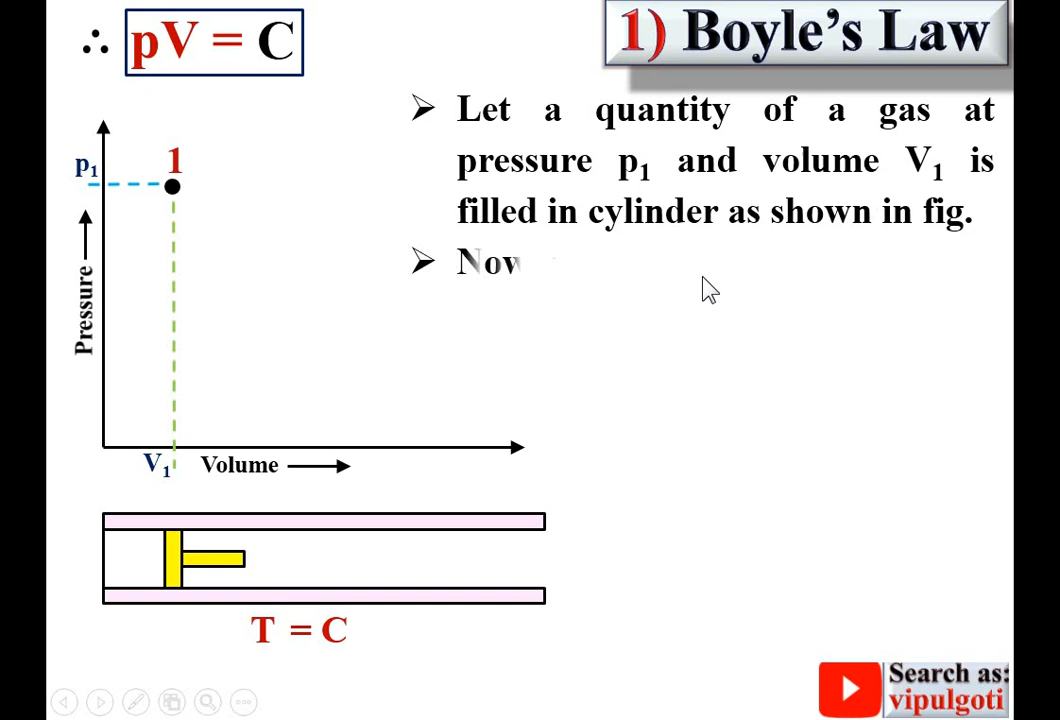 ∴ pV = C
1) Boyle's Law
➢ Let a quantity of a gas at
pressure p₁ and volume V₁ is
filled in cylinder as shown in fig.
➢
p₁
1
Pressure
V₁
Volume
T = C
Search as:
vipulgoti